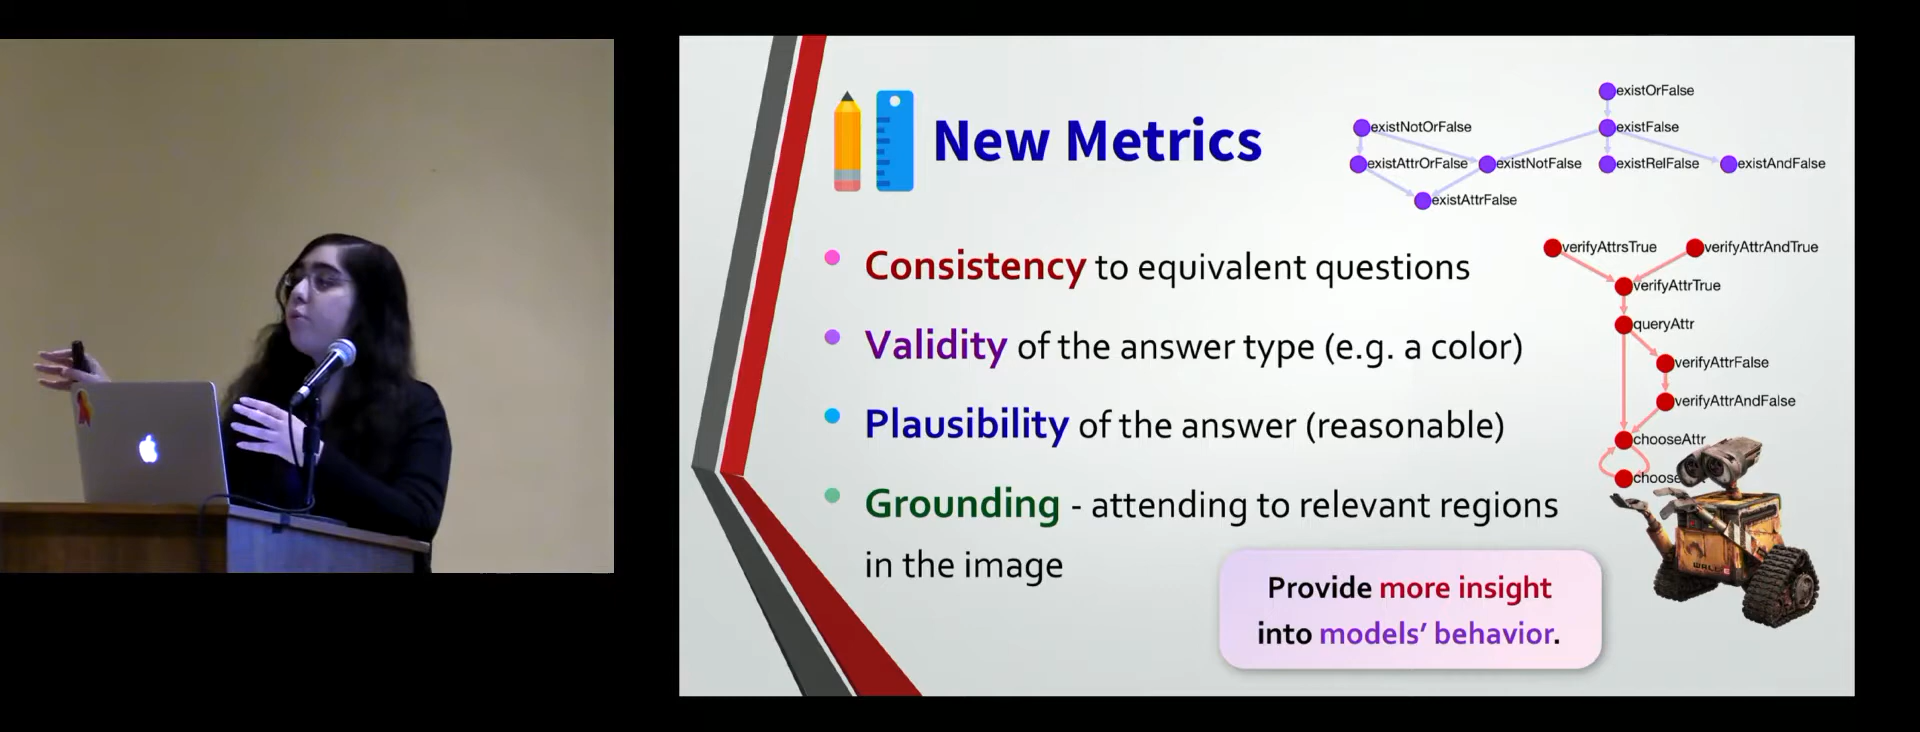 New Metrics
existOrFalse
existNotOrFalse
existFalse
existAttrOrFalse
existNotFalse
existRelFalse
existAndFalse
existAttrFalse
Consistency to equivalent questions
Validity of the answer type (e.g. a color)
Plausibility of the answer (reasonable)
Grounding - attending to relevant regions
in the image
verifyAttrsTrue
verifyAttrAndTrue
verifyAttrTrue
queryAttr
verifyAttrFalse
verifyAttrAndFalse
chooseAttr
choose
WALL·E
Provide more insight
into models’ behavior.